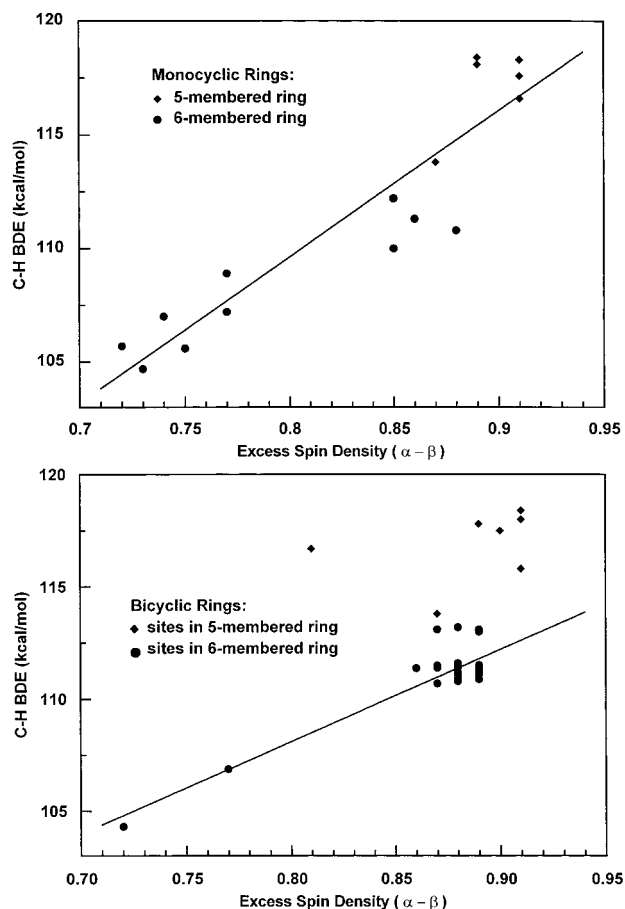 120
115
110
105
C-H BDE (kcal/mol)
Monocyclic Rings:
5-membered ring
6-membered ring
0.7 0.75 0.80 0.85 0.90 0.95
Excess Spin Density ( α – β )
120
115
110
105
C-H BDE (kcal/mol)
Bicyclic Rings:
sites in 5-membered ring
sites in 6-membered ring
0.70 0.75 0.80 0.85 0.90 0.95
Excess Spin Density ( α – β )